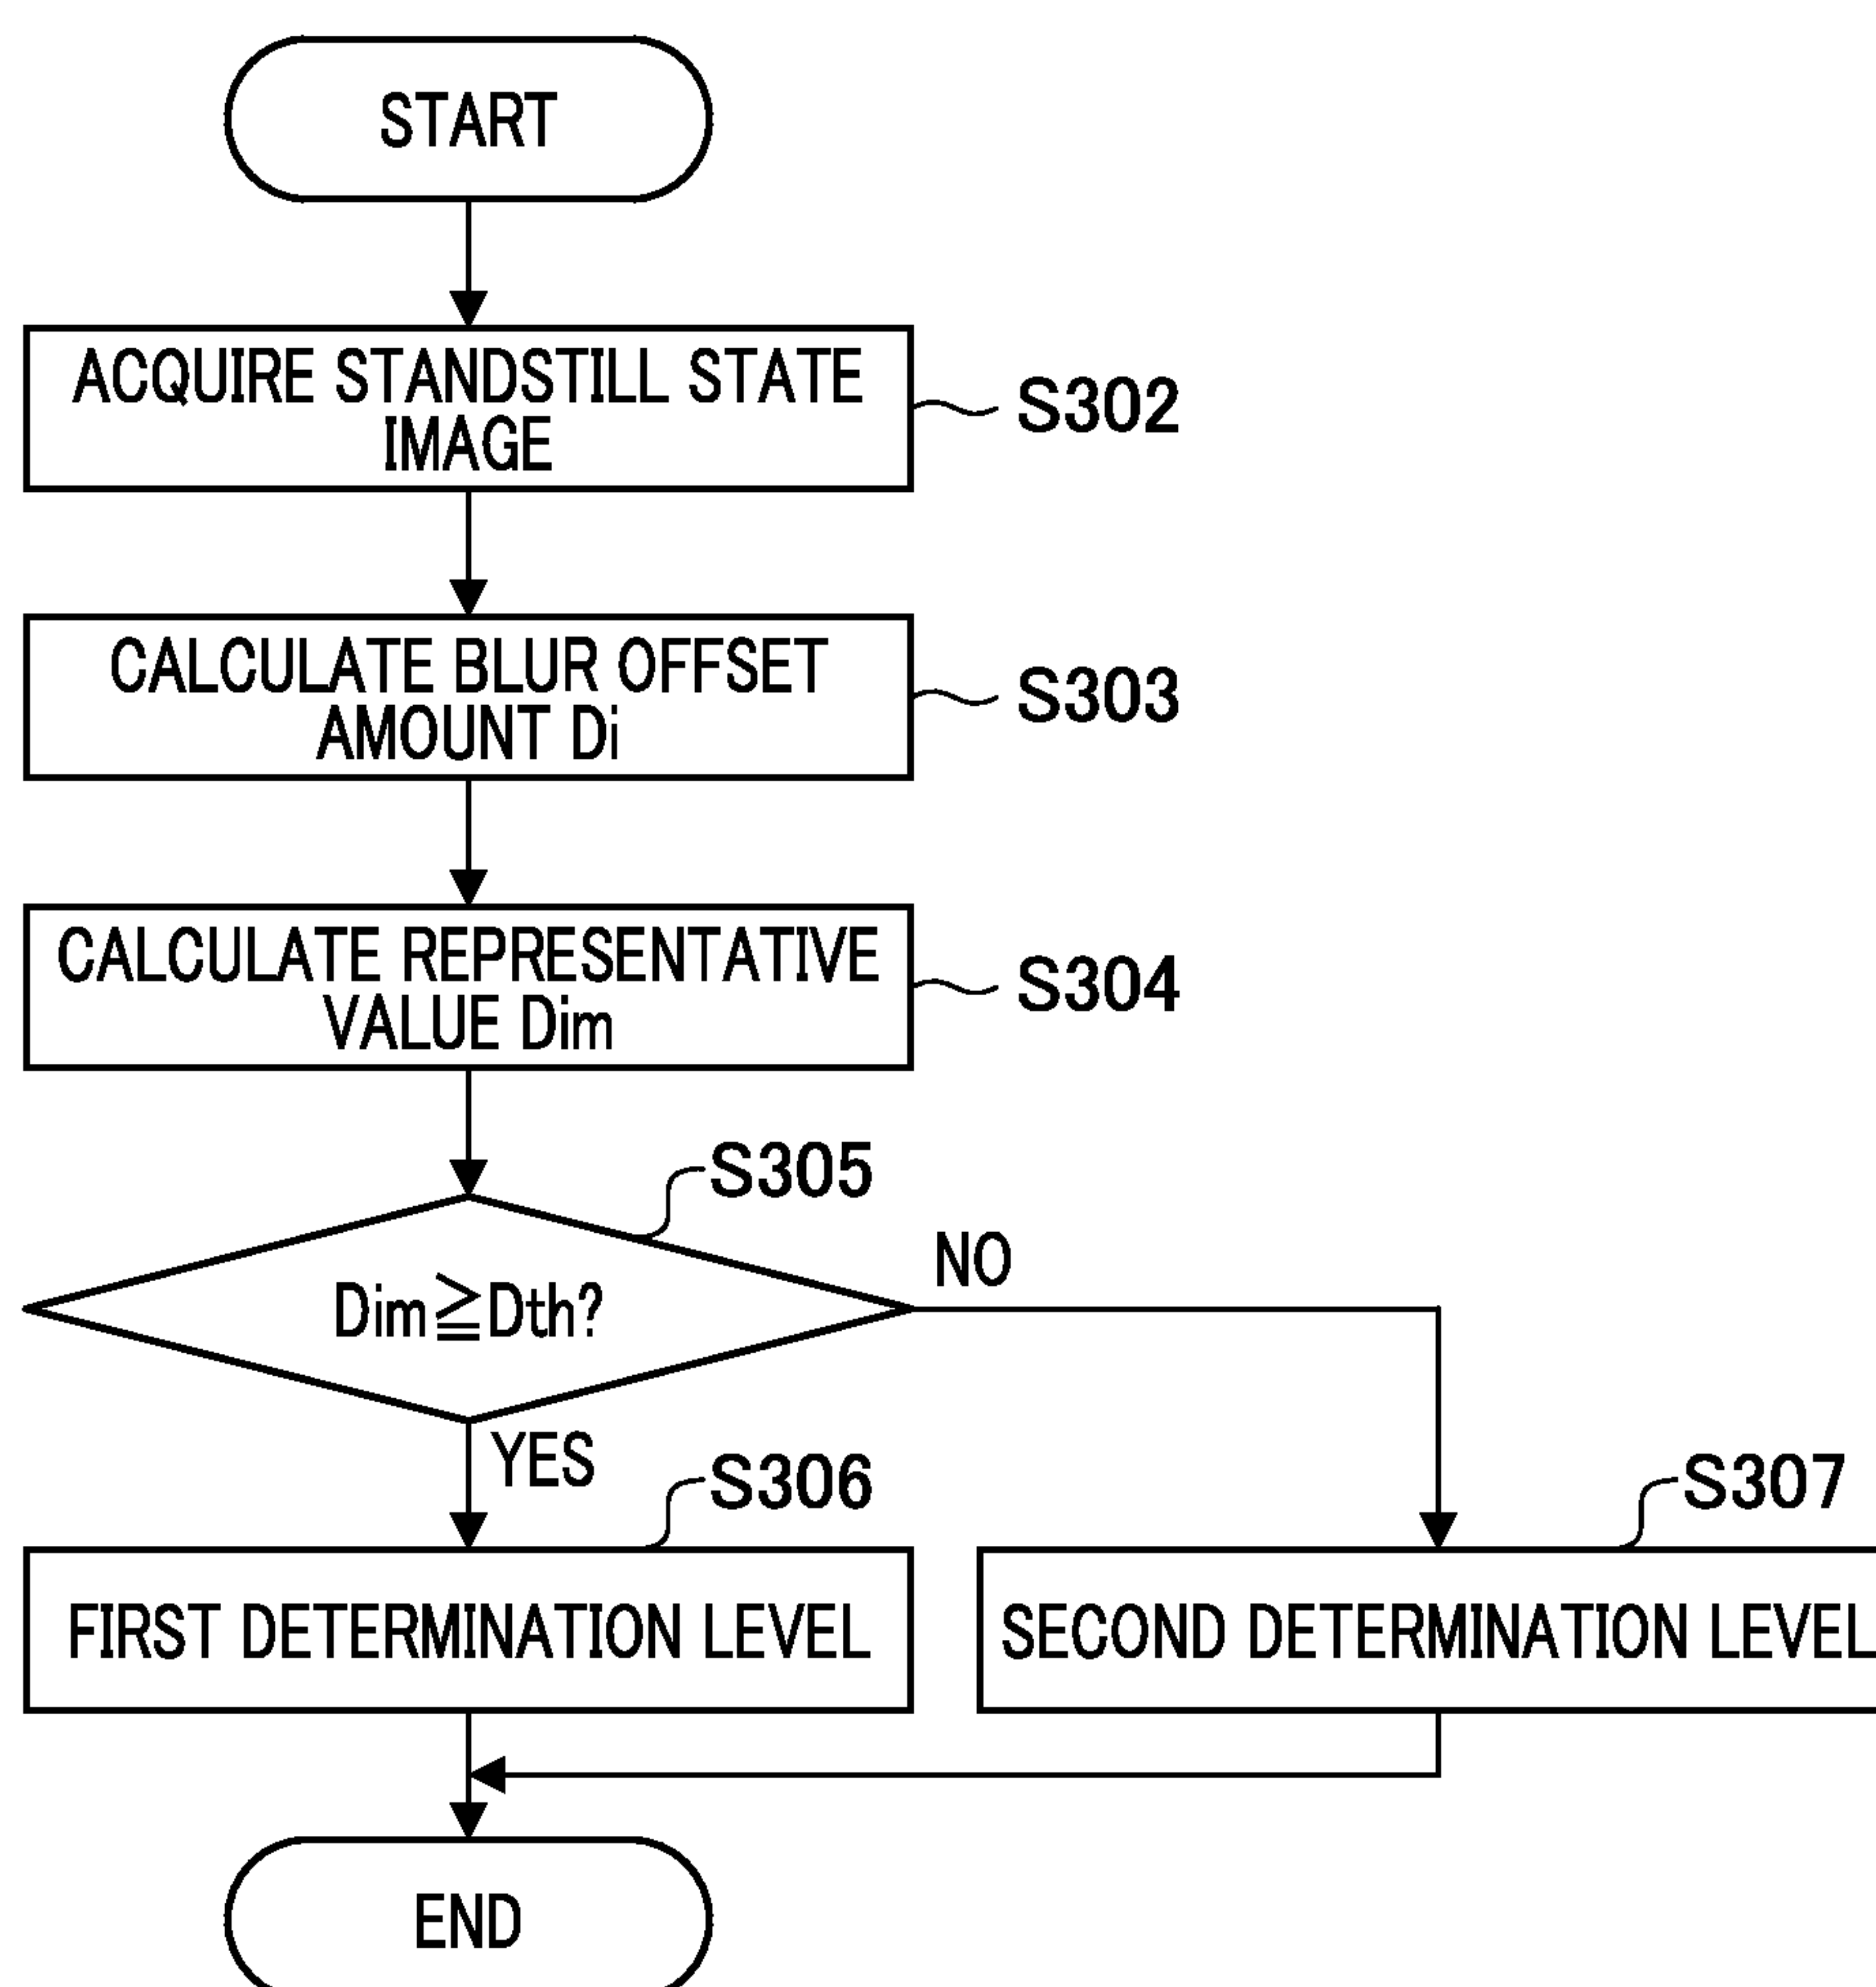 START
ACQUIRE STANDSTILL STATE
IMAGE
S302
CALCULATE BLUR OFFSET
AMOUNT Di
S303
CALCULATE REPRESENTATIVE
VALUE Dim
S304
S305
Dim≧Dth?
NO
YES
S306
S307
FIRST DETERMINATION LEVEL
SECOND DETERMINATION LEVEL
END